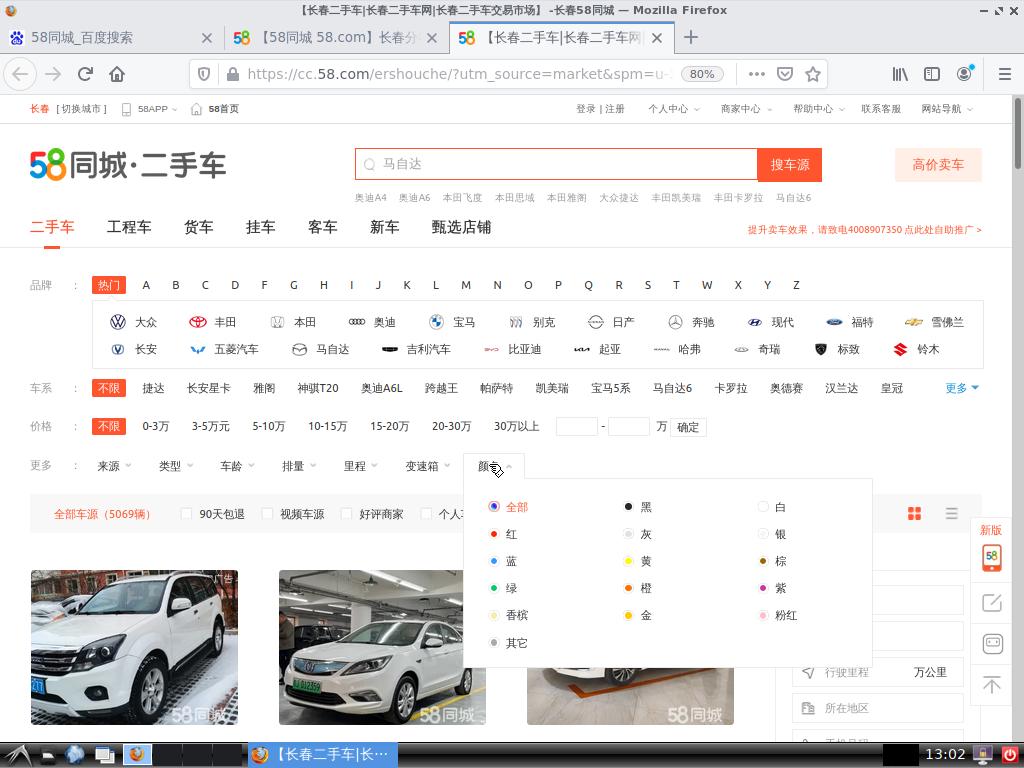 【长春二手车|长春二手车网|长春二手车交易市场】 -长春58同城 — Mozilla Firefox
58同城_百度搜索
【58同城 58.com】长春分
【长春二手车|长春二手车网|
https://cc.58.com/ershouche/?utm_source=market&spm=u-
80%
长春 [ 切换城市 ] 58APP 58首页
登录 | 注册 个人中心 商家中心 帮助中心 联系客服 网站导航
58同城·二手车
马自达 搜车源
高价卖车
奥迪A4 奥迪A6 本田飞度 本田思域 本田雅阁 大众捷达 丰田凯美瑞 丰田卡罗拉 马自达6
二手车 工程车 货车 挂车 客车 新车 甄选店铺
提升卖车效果，请致电4008907350 点此处自助推广 >
品牌 : 热门 A B C D F G H I J K L M N O P Q R S T W X Y Z
大众 丰田 本田 奥迪 宝马 别克 日产 奔驰 现代 福特 雪佛兰
长安 五菱汽车 马自达 吉利汽车 比亚迪 起亚 哈弗 奇瑞 标致 铃木
车系 : 不限 捷达 长安星卡 雅阁 神骐T20 奥迪A6L 跨越王 帕萨特 凯美瑞 宝马5系 马自达6 卡罗拉 奥德赛 汉兰达 皇冠 更多
价格 : 不限 0-3万 3-5万元 5-10万 10-15万 15-20万 20-30万 30万以上 - 万 确定
更多 : 来源 类型 车龄 排量 里程 变速箱 颜
全部 黑 白
红 灰 银
蓝 黄 棕
绿 橙 紫
香槟 金 粉红
其它
全部车源（5069辆） 90天包退 视频车源 好评商家 个人
新版
58
广告
58同城
58同城
58同城
行驶里程 万公里
所在地区
【长春二手车|长···
13:02